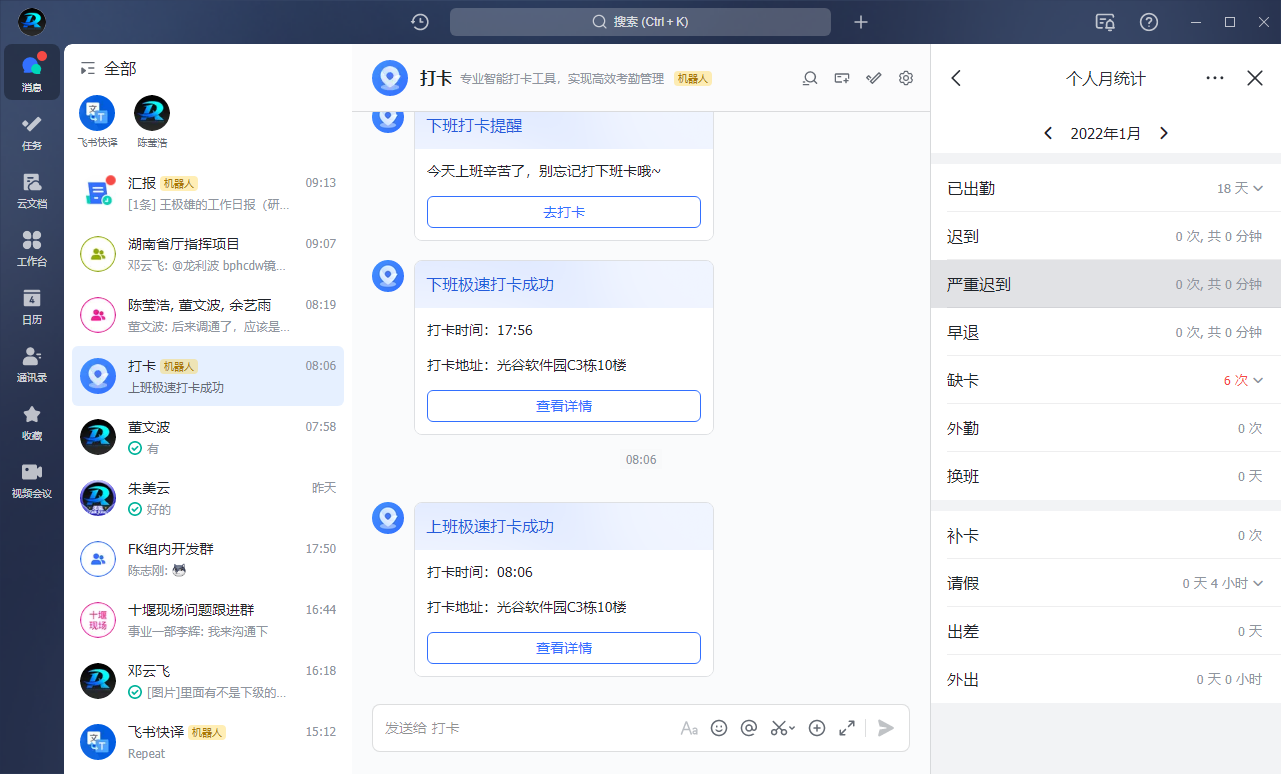 搜索 (Ctrl + K)
消息
任务
云文档
工作台
4
日历
通讯录
收藏
视频会议
全部
飞书快译
陈莹浩
汇报 机器人 09:13
[1条] 王极雄的工作日报（研...
湖南省厅指挥项目 09:07
邓云飞: @龙利波 bphcdw镜...
陈莹浩, 董文波, 余艺雨 08:19
董文波: 后来调通了，应该是...
打卡 机器人 08:06
上班极速打卡成功
董文波 07:58
有
朱美云 昨天
好的
FK组内开发群 17:50
陈志刚:
十堰现场
十堰现场问题跟进群 16:44
事业一部李辉: 我来沟通下
邓云飞 16:18
[图片]里面有不是下级的...
飞书快译 机器人 15:12
Repeat
打卡 专业智能打卡工具，实现高效考勤管理 机器人
下班打卡提醒
今天上班辛苦了，别忘记打下班卡哦~
去打卡
下班极速打卡成功
打卡时间：17:56
打卡地址：光谷软件园C3栋10楼
查看详情
08:06
上班极速打卡成功
打卡时间：08:06
打卡地址：光谷软件园C3栋10楼
查看详情
发送给 打卡
Aa
个人月统计
2022年1月
已出勤 18 天
迟到 0 次, 共 0 分钟
严重迟到 0 次, 共 0 分钟
早退 0 次, 共 0 分钟
缺卡 6 次
外勤 0 次
换班 0 天
补卡 0 次
请假 0 天 4 小时
出差 0 天
外出 0 天 0 小时